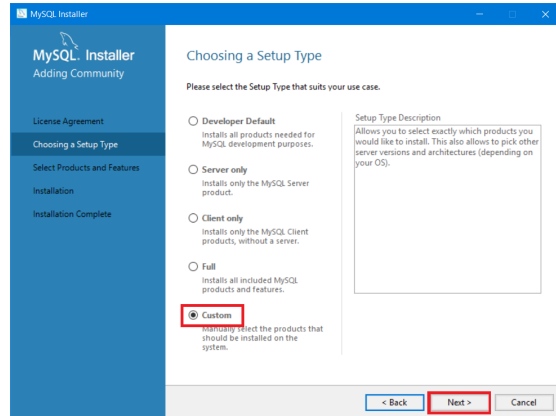 MySQL Installer
MySQL. Installer
Adding Community
License Agreement
Choosing a Setup Type
Select Products and Features
Installation
Installation Complete
Choosing a Setup Type
Please select the Setup Type that suits your use case.
Developer Default
Installs all products needed for
MySQL development purposes.
Server only
Installs only the MySQL Server
product.
Client only
Installs only the MySQL Client
products, without a server.
Full
Installs all included MySQL
products and features.
Custom
Manually select the products that
should be installed on the
system.
Setup Type Description
Allows you to select exactly which products you
would like to install. This also allows to pick other
server versions and architectures (depending on
your OS).
< Back
Next >
Cancel